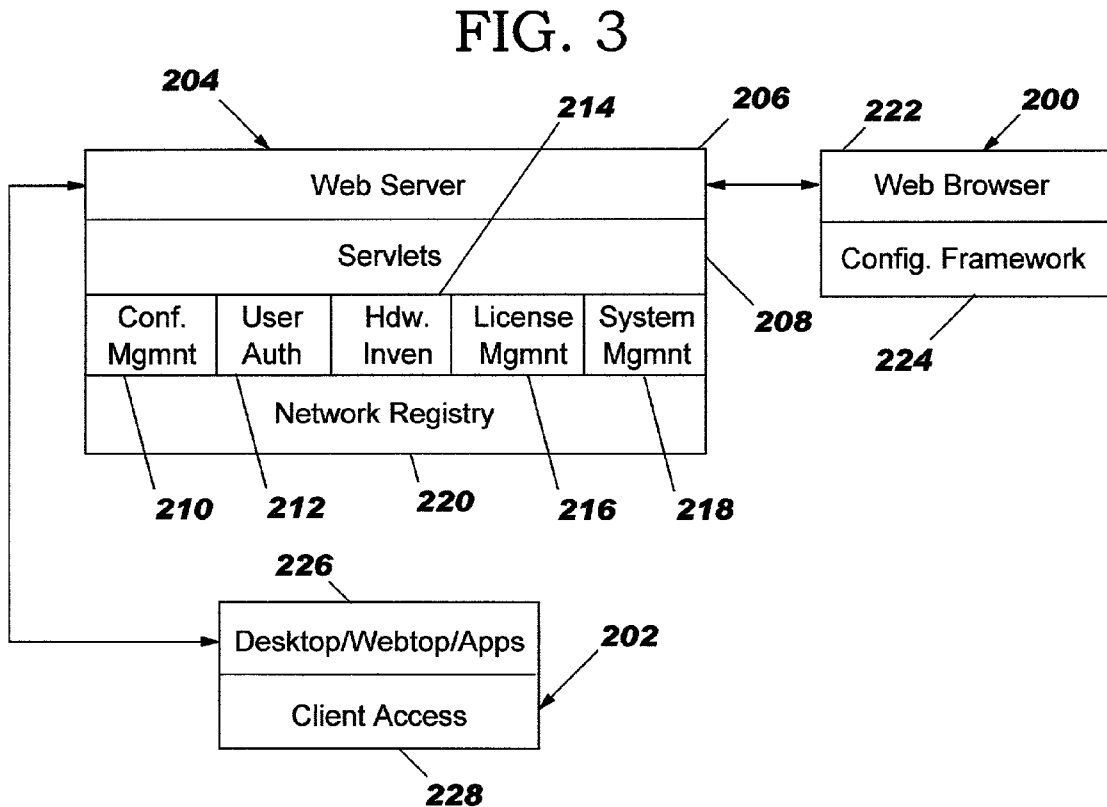 FIG. 3
204
214
206
222
200
Web Server
Web Browser
Servlets
Config. Framework
Conf.
Mgmnt
User
Auth
Hdw.
Inven
License
Mgmnt
System
Mgmnt
208
224
Network Registry
210
212
220
216
218
226
Desktop/Webtop/Apps
202
Client Access
228